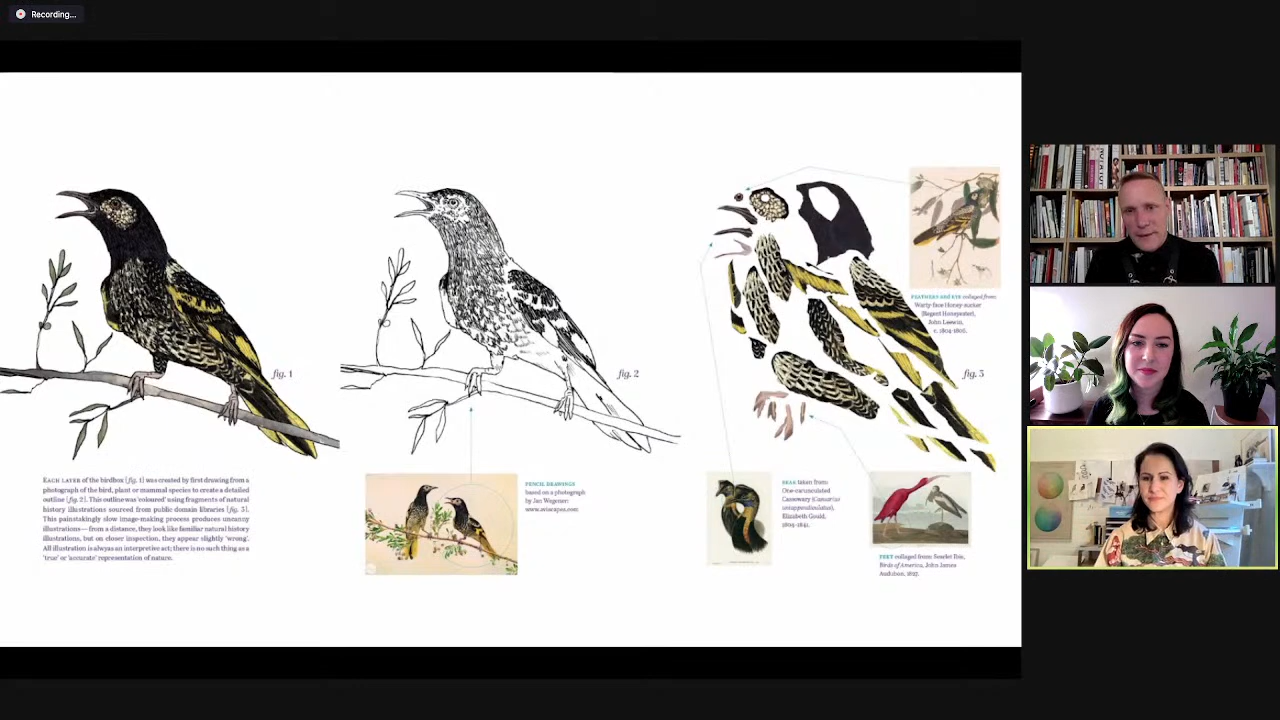 Recording...
fig. 1
fig. 2
fig. 3
EACH LAYER of the birdbox (fig. 1) was created by first drawing from a
photograph of the bird, plant or mammal species to create a detailed
outline (fig. 2). This outline was 'coloured' using fragments of natural
history illustrations sourced from public domain libraries (fig. 3).
This painstakingly slow image-making process produces uncanny
illustrations—from a distance, they look like familiar natural history
illustrations, but on closer inspection, they appear slightly 'wrong'.
All illustration is always an interpretive act; there is no such thing as a
'true' or 'accurate' representation of nature.
PENCIL DRAWINGS
based on a photograph
by Jan Wegener
www.aviscapes.com
FEATHERS and EYE collaged from:
Warty-face Honey-sucker
(Regent Honeyeater),
John Lewin,
c. 1804-1806.
BEAK taken from:
One-carunculated
Cassowary (Casuarius
unappendiculatus),
Elizabeth Gould,
1804-1841.
FEET collaged from: Scarlet Ibis,
Birds of America, John James
Audubon, 1827.